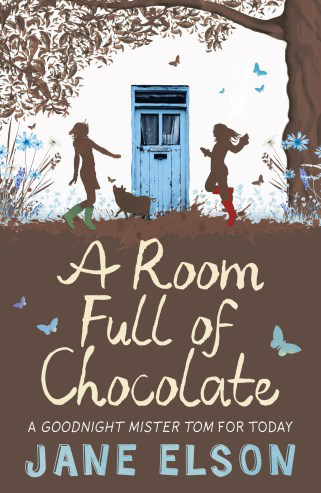 A Room
Full of
Chocolate
A GOODNIGHT MISTER TOM FOR TODAY
JANE ELSON